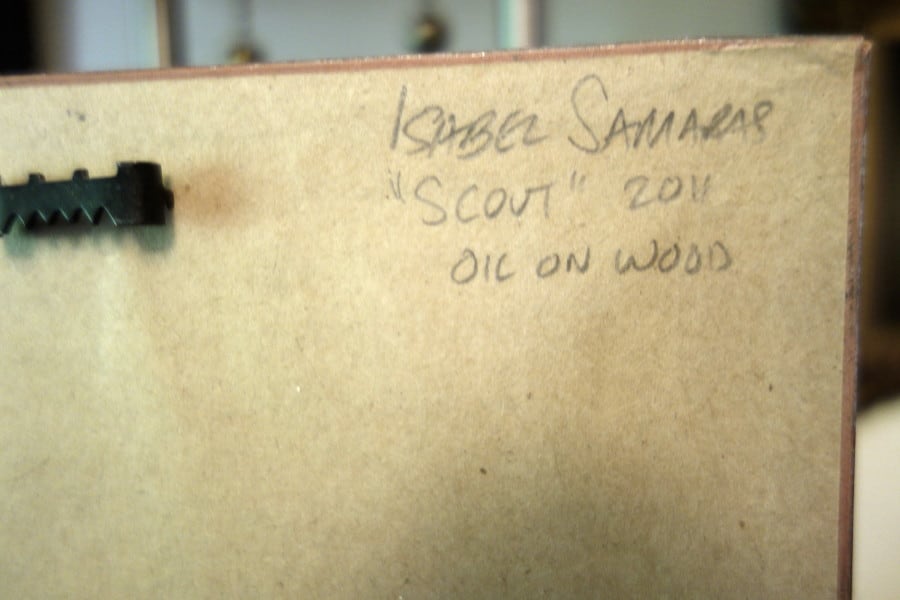 ISABEL SAMARAS
"SCOUT" 2011
OIL ON WOOD